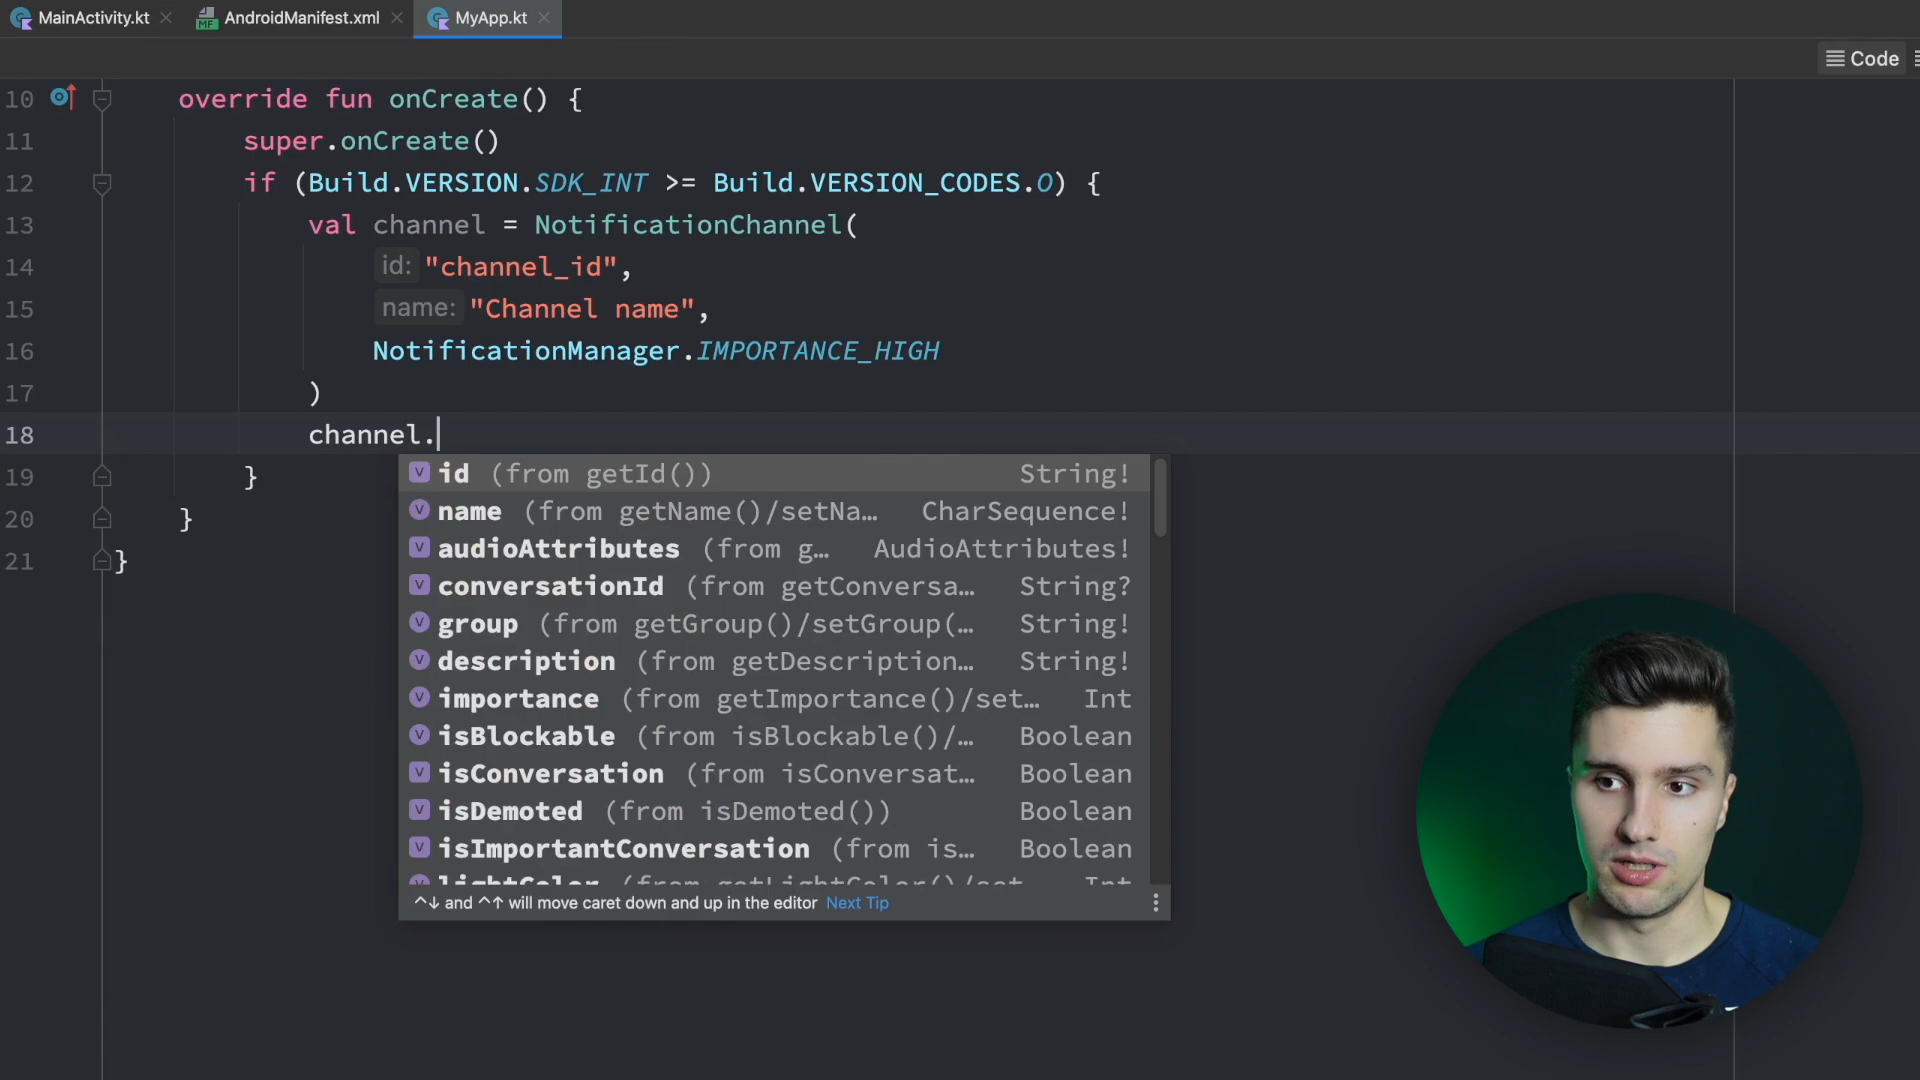 MainActivity.kt
AndroidManifest.xml
MyApp.kt
Code
10 override fun onCreate() {
11 super.onCreate()
12 if (Build.VERSION.SDK_INT >= Build.VERSION_CODES.O) {
13 val channel = NotificationChannel(
14 id: "channel_id",
15 name: "Channel name",
16 NotificationManager.IMPORTANCE_HIGH
17 )
18 channel.
19 }
20 }
21 }
id (from getId()) String!
name (from getName()/setNa… CharSequence!
audioAttributes (from g… AudioAttributes!
conversationId (from getConversa… String?
group (from getGroup()/setGroup(… String!
description (from getDescription… String!
importance (from getImportance()/set… Int
isBlockable (from isBlockable()/… Boolean
isConversation (from isConversat… Boolean
isDemoted (from isDemoted()) Boolean
isImportantConversation (from is… Boolean
lightColor (from getLightColor()/set… Int
^↓ and ^↑ will move caret down and up in the editor Next Tip